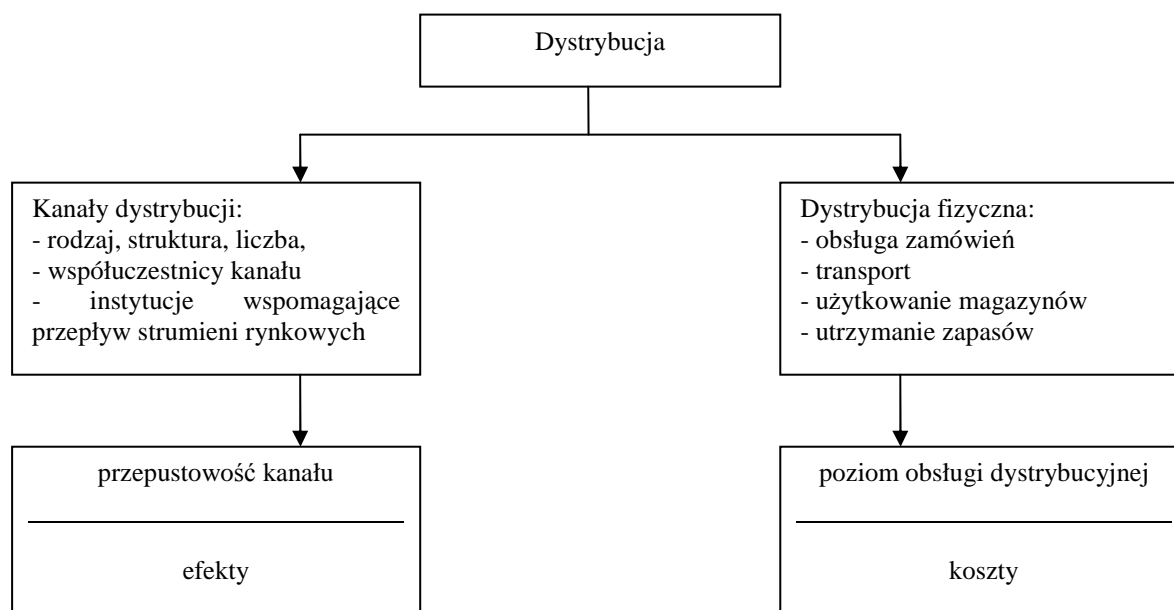 Dystrybucja
Kanały dystrybucji:
- rodzaj, struktura, liczba,
- współuczestnicy kanału
- instytucje wspomagające
przepływ strumieni rynkowych
Dystrybucja fizyczna:
- obsługa zamówień
- transport
- użytkowanie magazynów
- utrzymanie zapasów
przepustowość kanału
efekty
poziom obsługi dystrybucyjnej
koszty